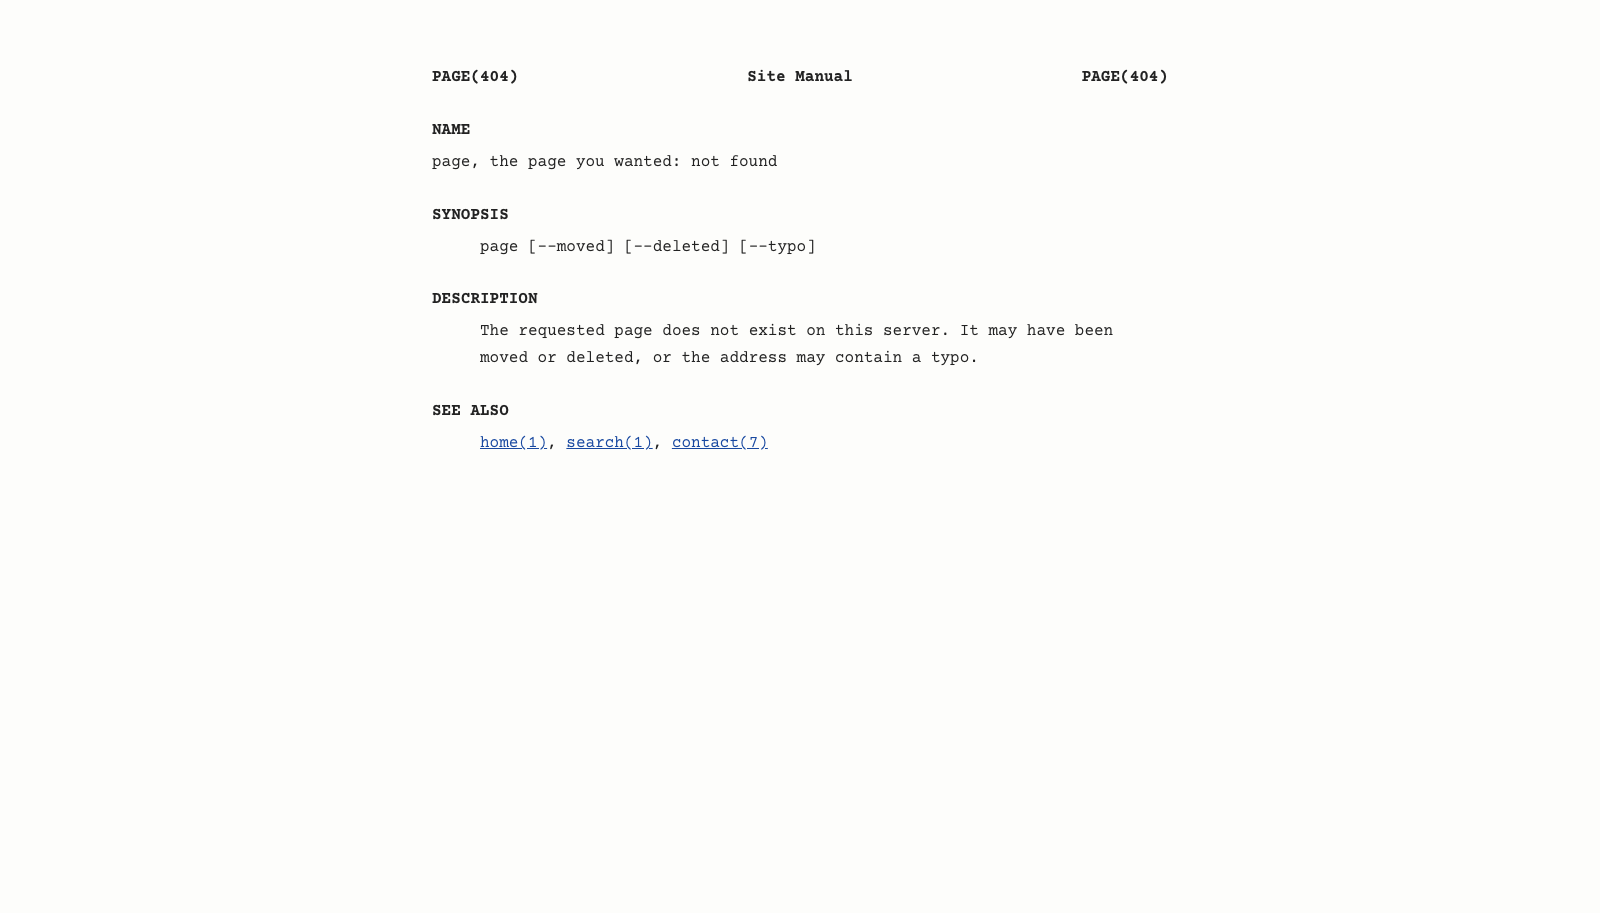 PAGE(404) Site Manual PAGE(404)
NAME
page, the page you wanted: not found
SYNOPSIS
page [--moved] [--deleted] [--typo]
DESCRIPTION
The requested page does not exist on this server. It may have been
moved or deleted, or the address may contain a typo.
SEE ALSO
home(1), search(1), contact(7)